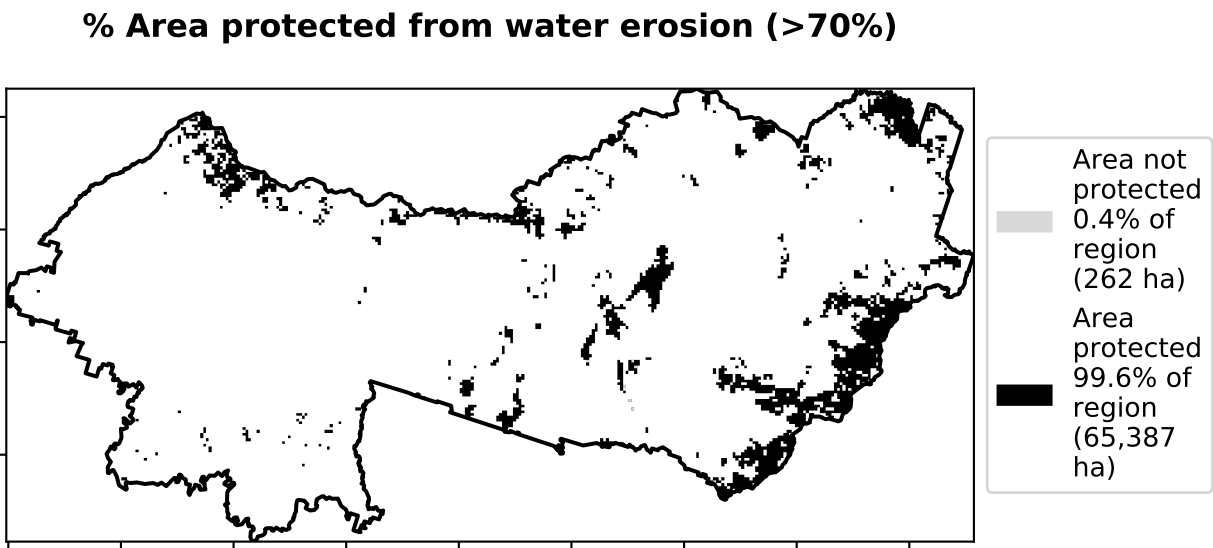 % Area protected from water erosion (>70%)
Area not
protected
0.4% of
region
(262 ha)
Area
protected
99.6% of
region
(65,387
ha)